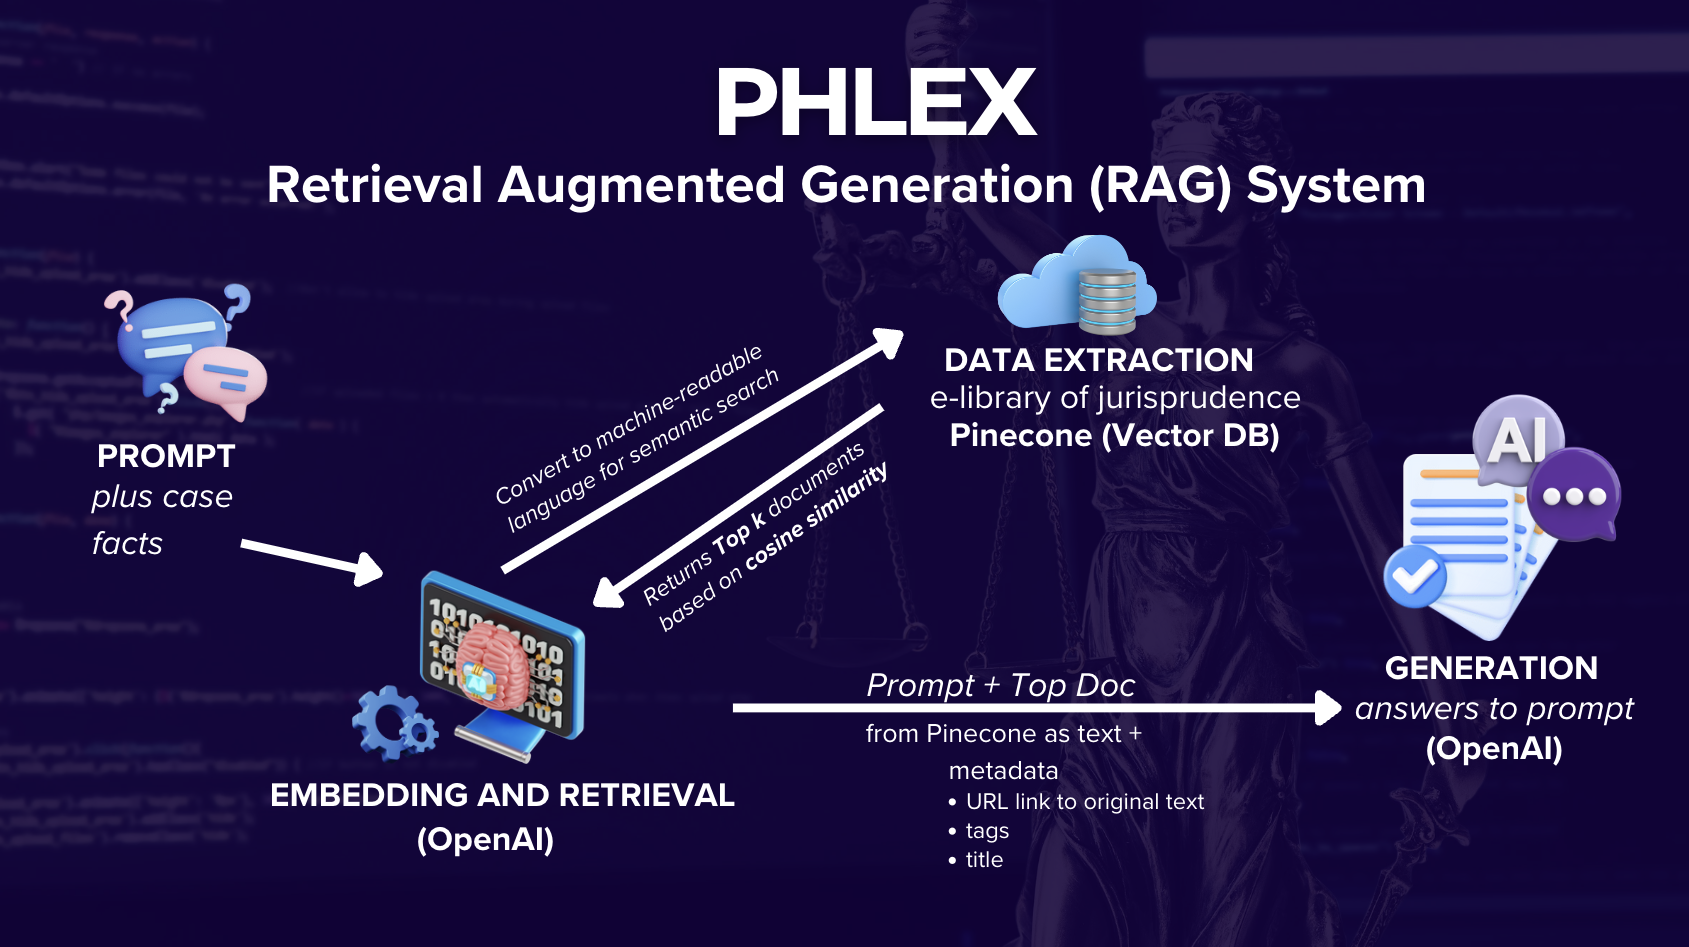 PHLEX
Retrieval Augmented Generation (RAG) System
PROMPT
plus case
facts
Convert to machine-readable
language for semantic search
DATA EXTRACTION
e-library of jurisprudence
Pinecone (Vector DB)
Returns Top k documents
based on cosine similarity
EMBEDDING AND RETRIEVAL
(OpenAI)
Prompt + Top Doc
from Pinecone as text +
metadata
• URL link to original text
• tags
• title
AI
GENERATION
answers to prompt
(OpenAI)